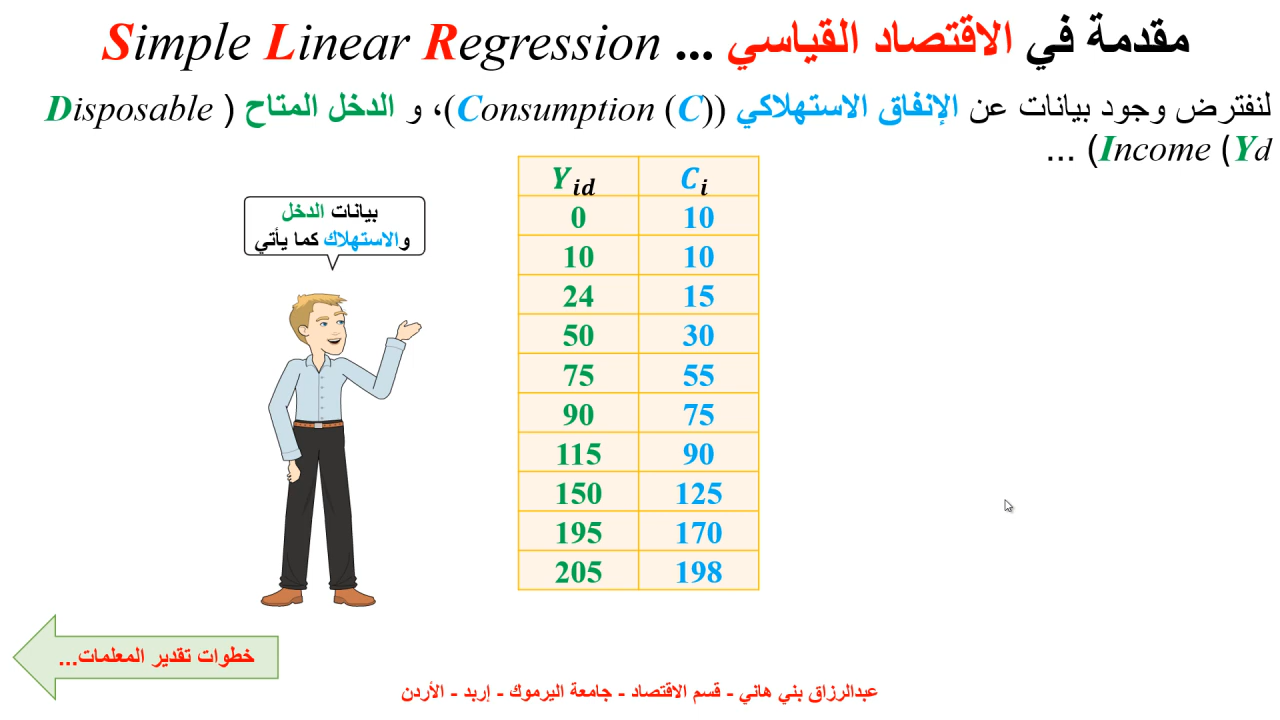 مقدمة في الاقتصاد القياسي ... Simple Linear Regression
لنفترض وجود بيانات عن الإنفاق الاستهلاكي (Consumption (C))، و الدخل المتاح (Disposable
Income (Yd) ...
بيانات الدخل
والاستهلاك كما يأتي
Y_id C_i
0 10
10 10
24 15
50 30
75 55
90 75
115 90
150 125
195 170
205 198
خطوات تقدير المعلمات...
عبدالرزاق بني هاني - قسم الاقتصاد - جامعة اليرموك - إربد - الأردن